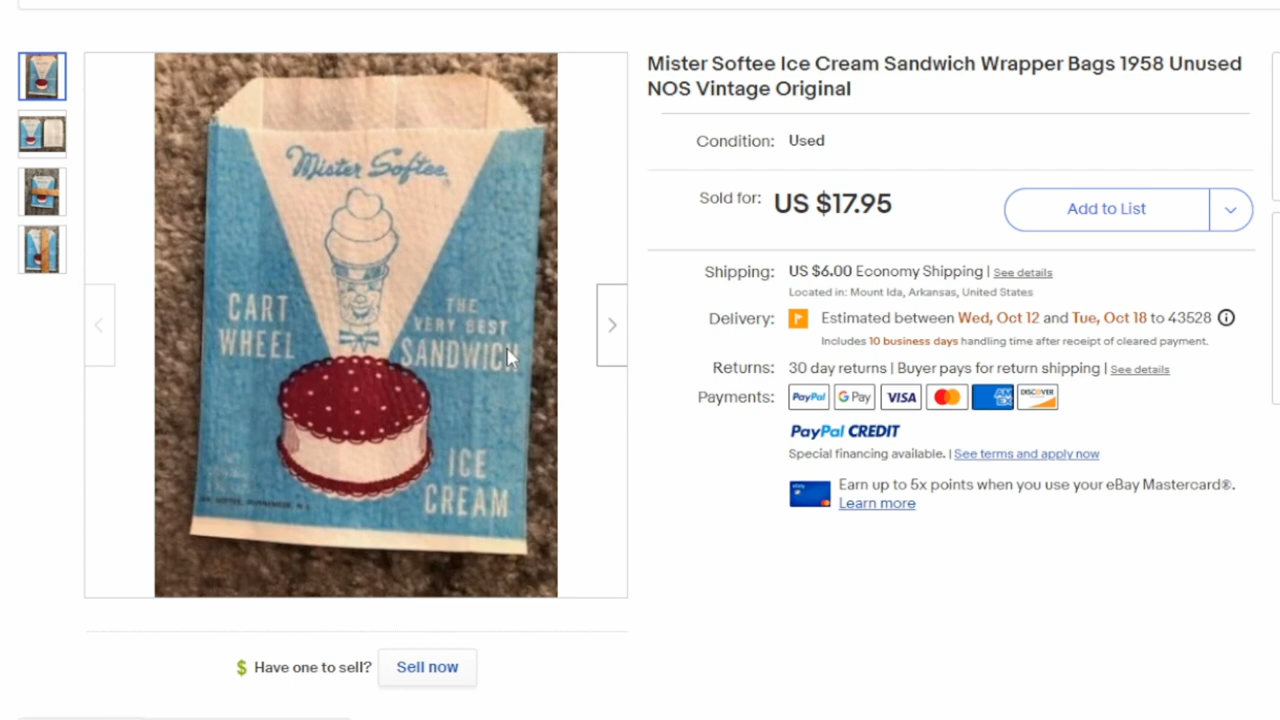 Mister Softee Ice Cream Sandwich Wrapper Bags 1958 Unused
NOS Vintage Original
Condition: Used
Sold for: US $17.95
Add to List
Shipping: US $6.00 Economy Shipping | See details
Located in: Mount Ida, Arkansas, United States
Delivery: Estimated between Wed, Oct 12 and Tue, Oct 18 to 43528
Includes 10 business days handling time after receipt of cleared payment.
Returns: 30 day returns | Buyer pays for return shipping | See details
Payments: PayPal G Pay VISA AM EX DISCOVER
PayPal CREDIT
Special financing available. | See terms and apply now
Earn up to 5x points when you use your eBay Mastercard®.
Learn more
Mister Softee
CART
WHEEL
THE
VERY BEST
SANDWICH
ICE
CREAM
Have one to sell? Sell now